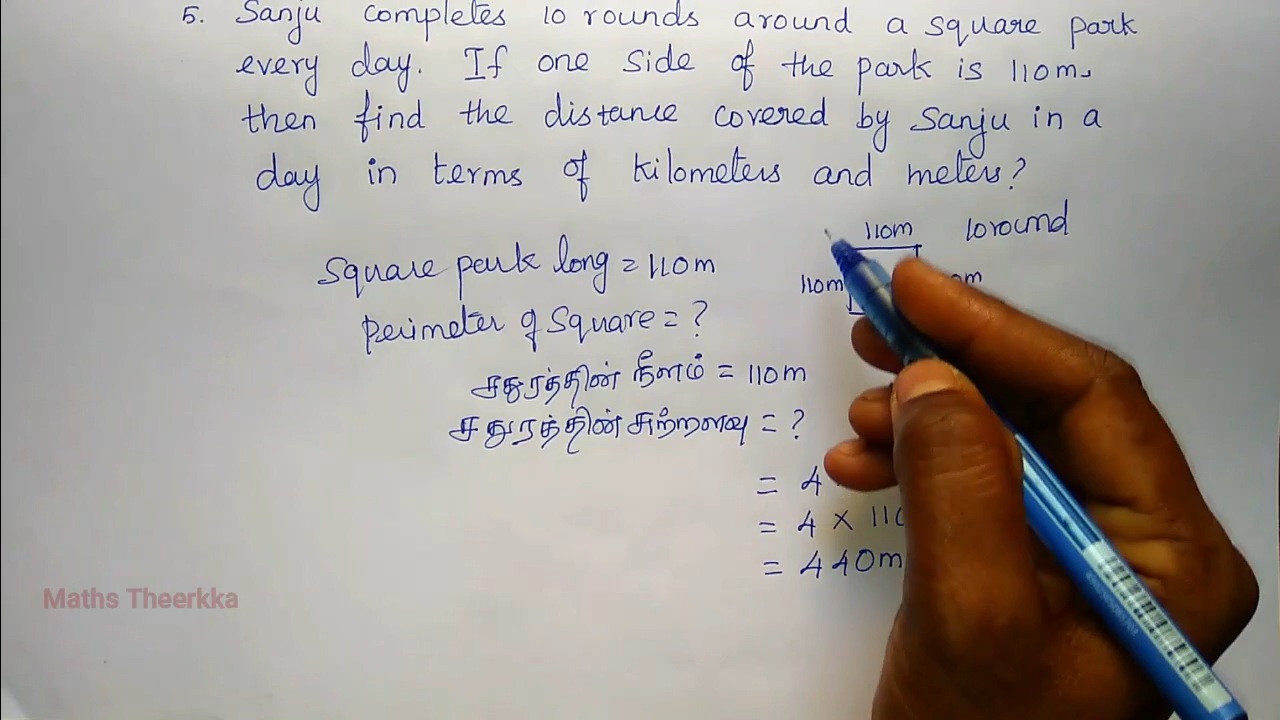 5. Sanju completes 10 rounds around a square park
every day. If one side of the park is 110m,
then find the distance covered by Sanju in a
day in terms of kilometers and meters?
110m 10 round
Square park long = 110m
110m
Perimeter of Square = ?
சதுரத்தின் நீளம் = 110m
சதுரத்தின் சுற்றளவு = ?
= 4
= 4 ×
= 440m
Maths Theerkka